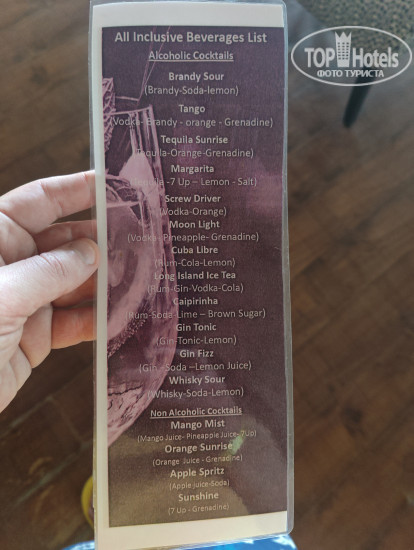 All Inclusive Beverages List
Alcoholic Cocktails
Brandy Sour
(Brandy-Soda-lemon)
Tango
(Vodka- Brandy - orange - Grenadine)
Tequila Sunrise
(Tequila-Orange-Grenadine)
Margarita
-7 Up – Lemon - Salt)
Screw Driver
(Wodka-Orange)
Moon Light
(Vodka- Pineapple- Grenadine)
Cuba Libre
(Rum-Cola-Lemon)
Long Island Ice Tea
(Rum-Gin-Vodka-Cola)
Caipirinha
(Rum-Soda-Lime – Brown Sugar)
Gin Tonic
(Gin-Tonic-Lemon)
Gin Fizz
(Gin -Soda –Lemon Juice)
Whisky Sour
(Whisky-Soda-Lemon)
Non Alcoholic Cocktails
Mango Mist
(Mango Juice- Pineapple Juice- 7Up)
Orange Sunrise
(Orange Juice - Grenadine)
Apple Spritz
(Apple juice-Soda)
Sunshine
(7 Up - Grenadine)
TOP Hotels
ФОТО ТУРИСТА